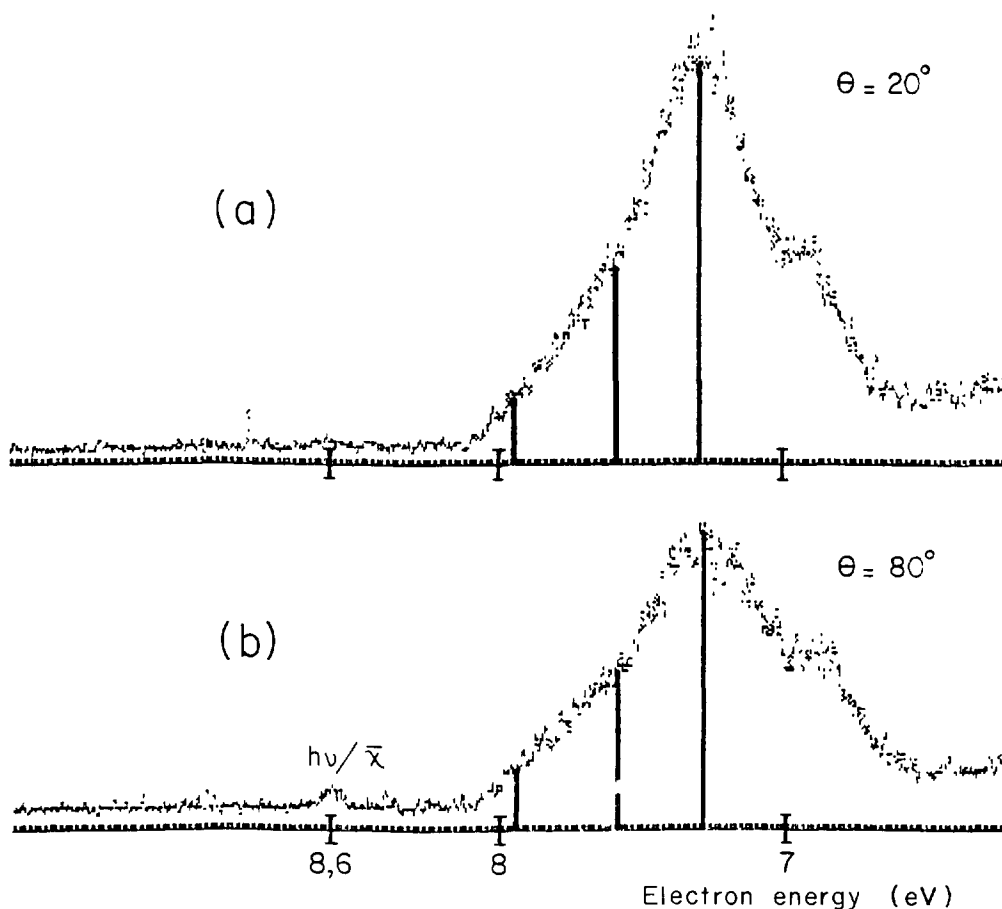 θ = 20°
(a)
θ = 80°
(b)
hν/χ̄
8,6
8
7
Electron energy (eV)